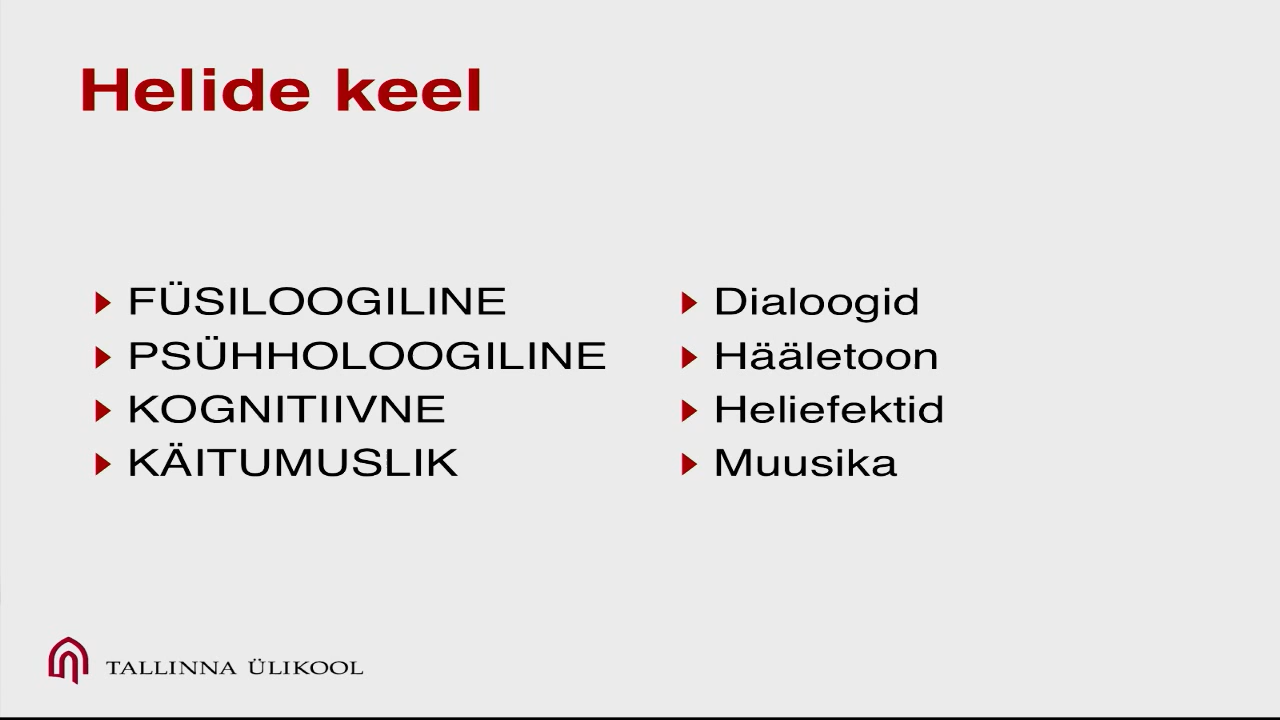 Helide keel
FÜSILOOGILINE
PSÜHHOLOOGILINE
KOGNITIIVNE
KÄITUMUSLIK
Dialoogid
Hääletoon
Heliefektid
Muusika
TALLINNA ÜLIKOOL